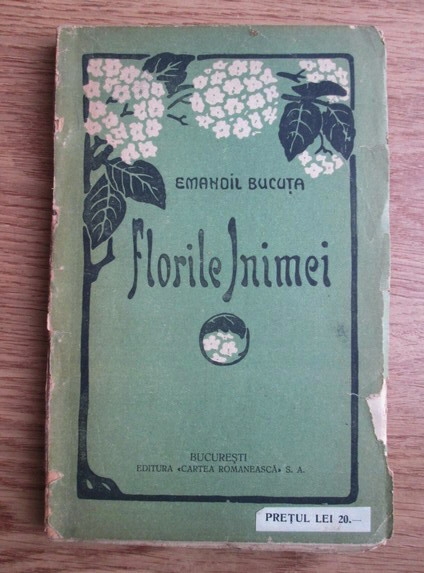 EMANOIL BUCUȚA
Florile Inimei
BUCUREȘTI
EDITURA «CARTEA ROMANEASCĂ» S. A.
PREȚUL LEI 20.—